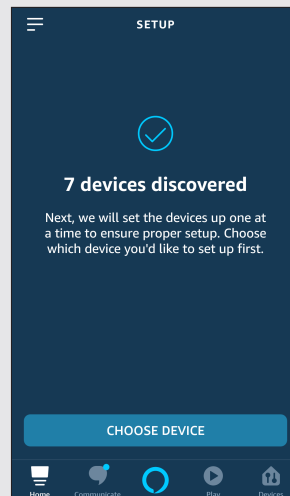 SETUP
7 devices discovered
Next, we will set the devices up one at
a time to ensure proper setup. Choose
which device you'd like to set up first.
CHOOSE DEVICE
Home Communicate Play Devices